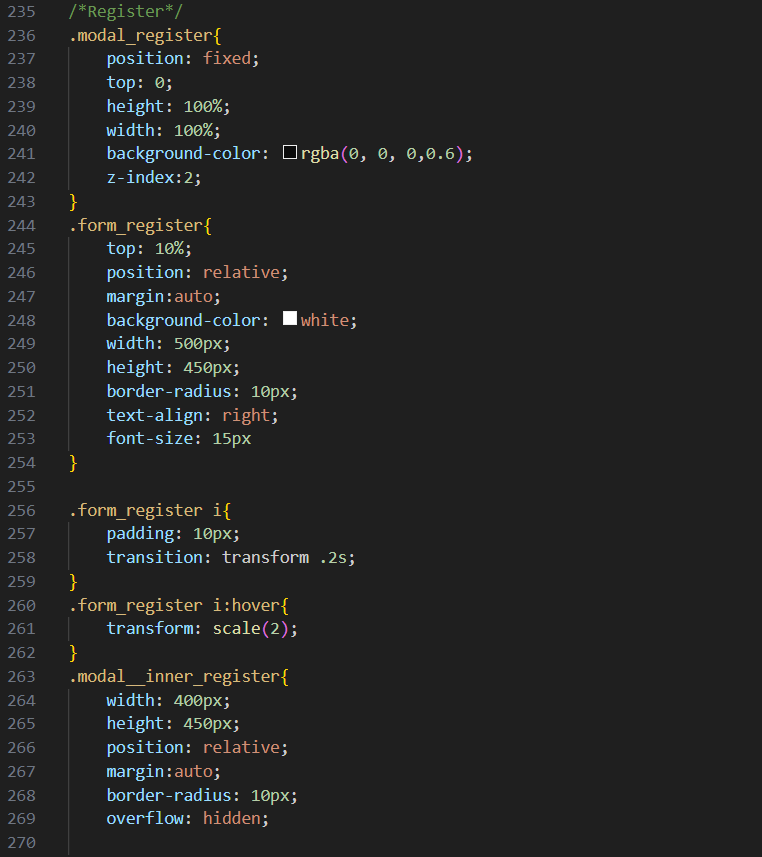 235 /*Register*/
236 .modal_register{
237 position: fixed;
238 top: 0;
239 height: 100%;
240 width: 100%;
241 background-color: rgba(0, 0, 0,0.6);
242 z-index:2;
243 }
244 .form_register{
245 top: 10%;
246 position: relative;
247 margin:auto;
248 background-color: white;
249 width: 500px;
250 height: 450px;
251 border-radius: 10px;
252 text-align: right;
253 font-size: 15px
254 }
255
256 .form_register i{
257 padding: 10px;
258 transition: transform .2s;
259 }
260 .form_register i:hover{
261 transform: scale(2);
262 }
263 .modal__inner_register{
264 width: 400px;
265 height: 450px;
266 position: relative;
267 margin:auto;
268 border-radius: 10px;
269 overflow: hidden;
270